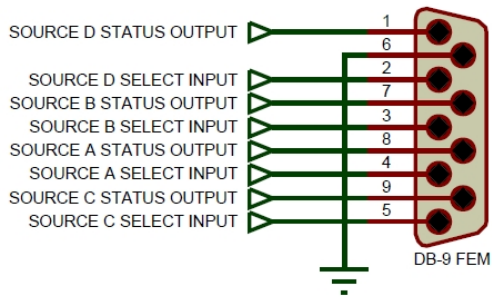 SOURCE D STATUS OUTPUT 1
6
SOURCE D SELECT INPUT 2
SOURCE B STATUS OUTPUT 7
SOURCE B SELECT INPUT 3
SOURCE A STATUS OUTPUT 8
SOURCE A SELECT INPUT 4
SOURCE C STATUS OUTPUT 9
SOURCE C SELECT INPUT 5
DB-9 FEM